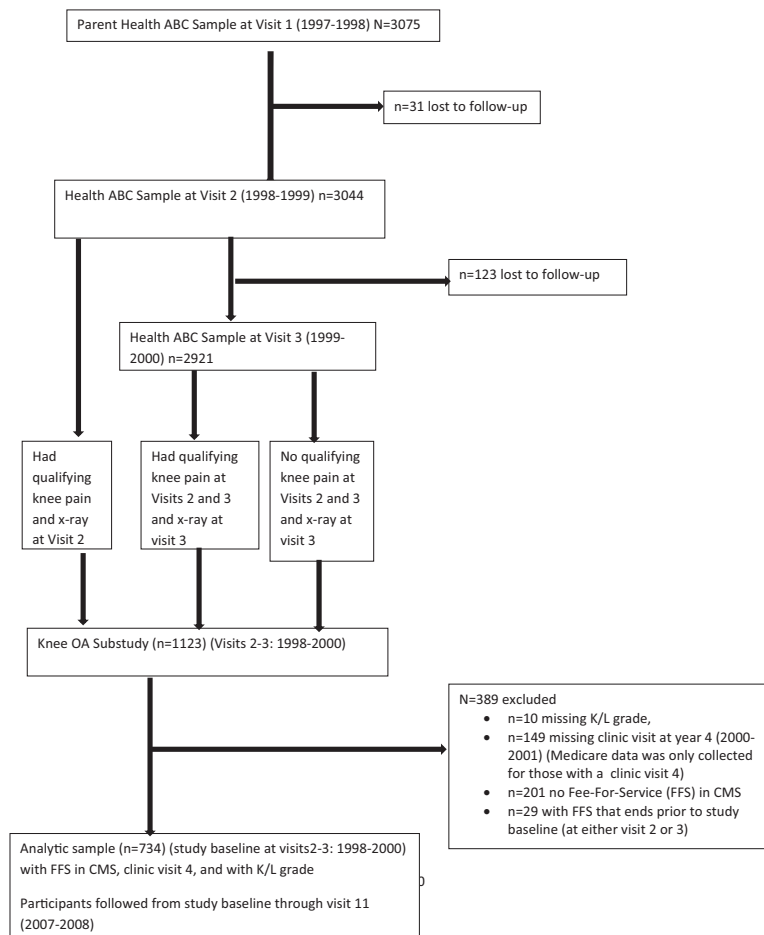 Parent Health ABC Sample at Visit 1 (1997-1998) N=3075
n=31 lost to follow-up
Health ABC Sample at Visit 2 (1998-1999) n=3044
n=123 lost to follow-up
Health ABC Sample at Visit 3 (1999-
2000) n=2921
Had
qualifying
knee pain
and x-ray
at Visit 2
Had qualifying
knee pain at
Visits 2 and 3
and x-ray at
visit 3
No qualifying
knee pain at
Visits 2 and 3
and x-ray at
visit 3
Knee OA Substudy (n=1123) (Visits 2-3: 1998-2000)
N=389 excluded
• n=10 missing K/L grade,
• n=149 missing clinic visit at year 4 (2000-
2001) (Medicare data was only collected
for those with a clinic visit 4)
• n=201 no Fee-For-Service (FFS) in CMS
• n=29 with FFS that ends prior to study
baseline (at either visit 2 or 3)
Analytic sample (n=734) (study baseline at visits2-3: 1998-2000)
with FFS in CMS, clinic visit 4, and with K/L grade
0
Participants followed from study baseline through visit 11
(2007-2008)